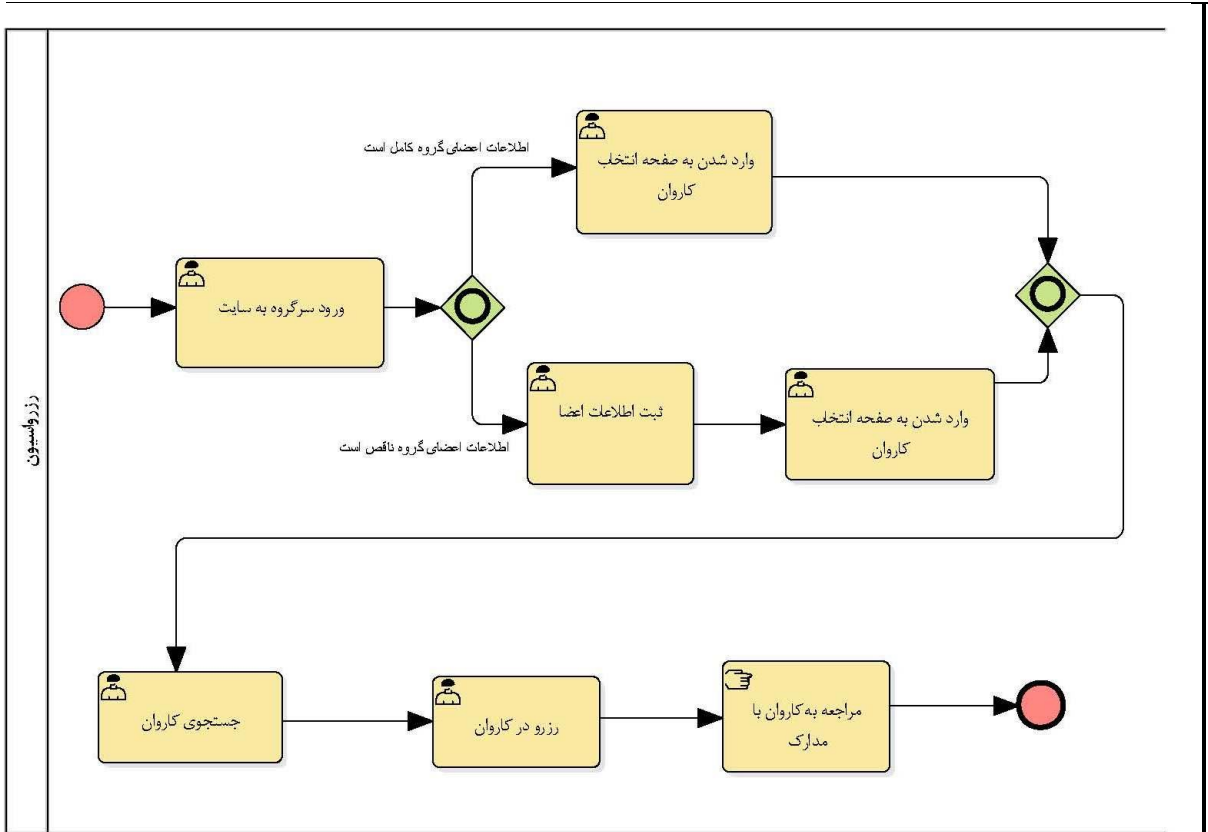 رزرواسیون
اطلاعات اعضای گروه کامل است
وارد شدن به صفحه انتخاب
کاروان
ورود سرگروه به سایت
ثبت اطلاعات اعضا
وارد شدن به صفحه انتخاب
کاروان
اطلاعات اعضای گروه ناقص است
جستجوی کاروان
رزرو در کاروان
مراجعه به کاروان با
مدارک